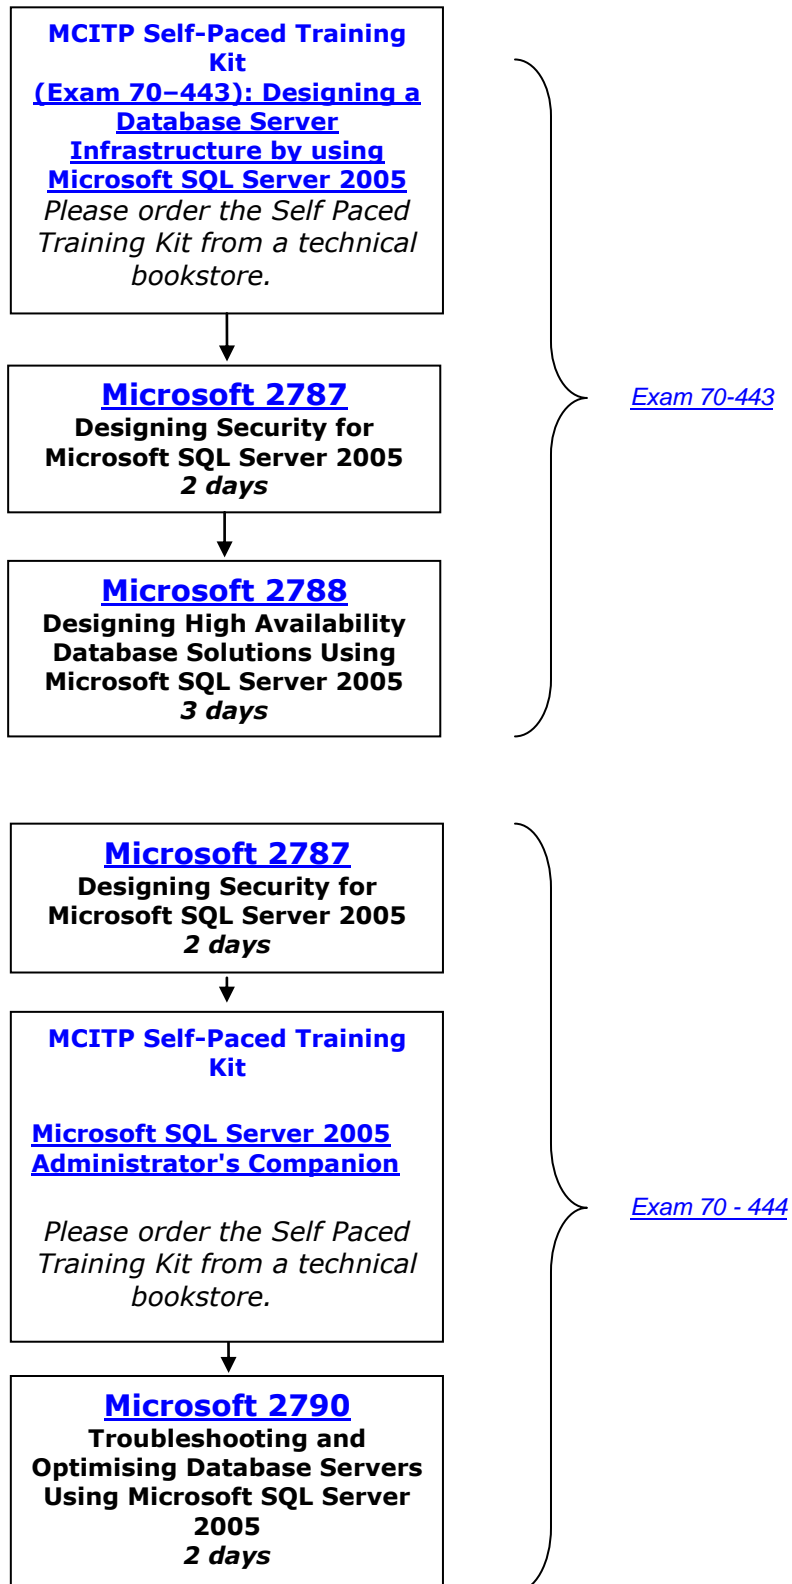 MCITP Self-Paced Training
Kit
(Exam 70–443): Designing a
Database Server
Infrastructure by using
Microsoft SQL Server 2005
Please order the Self Paced
Training Kit from a technical
bookstore.
Microsoft 2787
Designing Security for
Microsoft SQL Server 2005
2 days
Microsoft 2788
Designing High Availability
Database Solutions Using
Microsoft SQL Server 2005
3 days
Exam 70-443
Microsoft 2787
Designing Security for
Microsoft SQL Server 2005
2 days
MCITP Self-Paced Training
Kit
Microsoft SQL Server 2005
Administrator's Companion
Please order the Self Paced
Training Kit from a technical
bookstore.
Microsoft 2790
Troubleshooting and
Optimising Database Servers
Using Microsoft SQL Server
2005
2 days
Exam 70 - 444